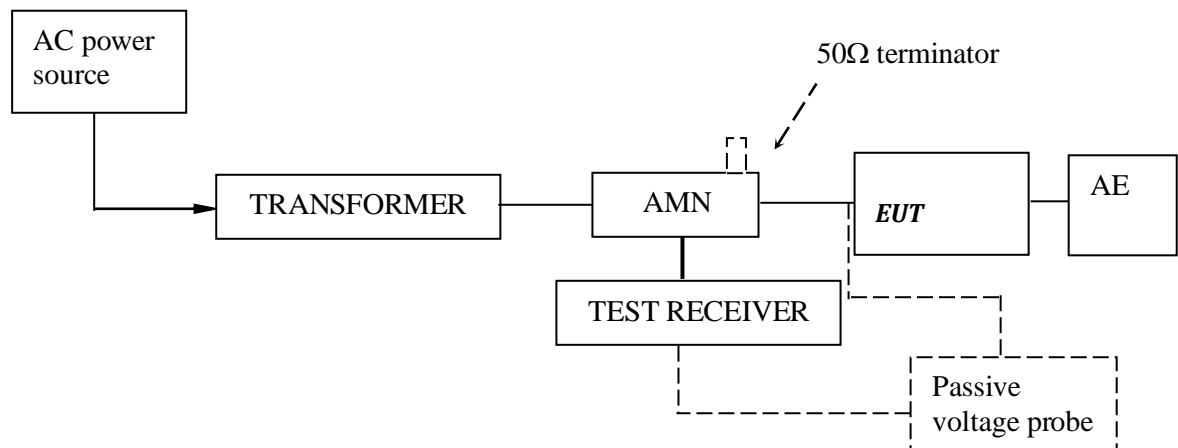 AC power
source
50Ω terminator
TRANSFORMER
AMN
EUT
AE
TEST RECEIVER
Passive
voltage probe